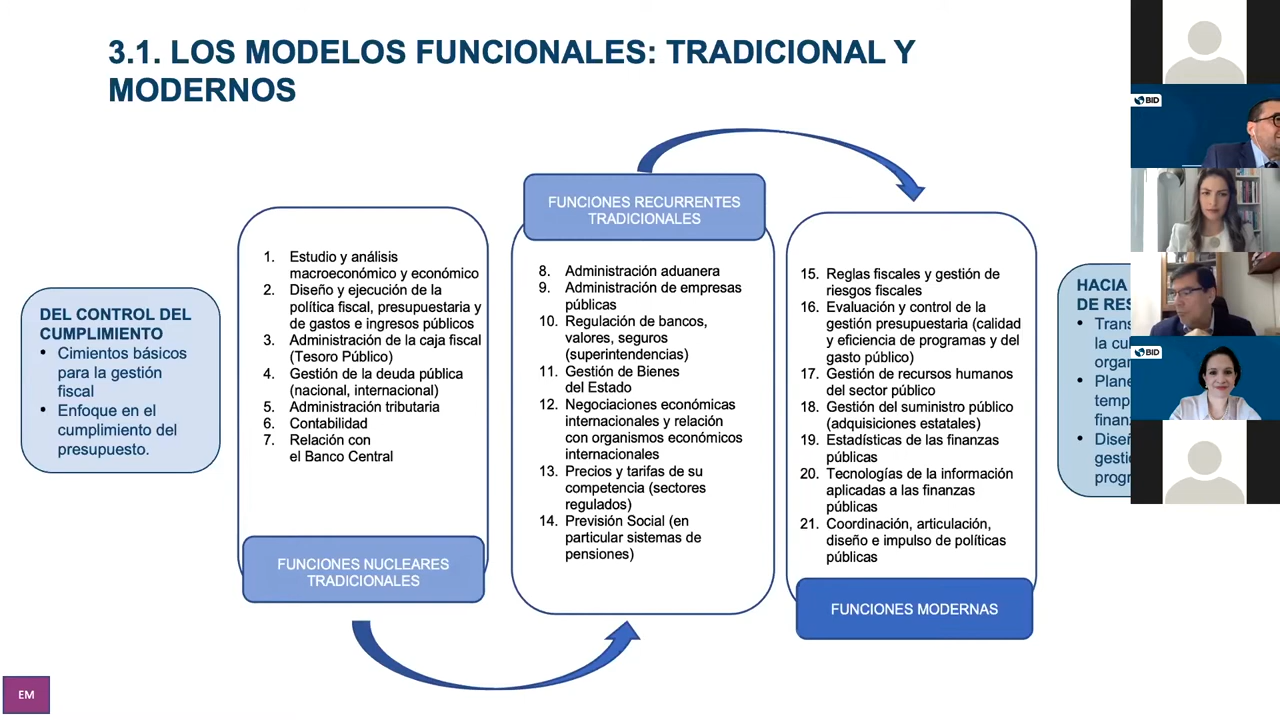 3.1. LOS MODELOS FUNCIONALES: TRADICIONAL Y
MODERNOS
DEL CONTROL DEL
CUMPLIMIENTO
• Cimientos básicos
para la gestión
fiscal
• Enfoque en el
cumplimiento del
presupuesto.
1. Estudio y análisis
macroeconómico y económico
2. Diseño y ejecución de la
política fiscal, presupuestaria y
de gastos e ingresos públicos
3. Administración de la caja fiscal
(Tesoro Público)
4. Gestión de la deuda pública
(nacional, internacional)
5. Administración tributaria
6. Contabilidad
7. Relación con
el Banco Central
FUNCIONES NUCLEARES
TRADICIONALES
FUNCIONES RECURRENTES
TRADICIONALES
8. Administración aduanera
9. Administración de empresas
públicas
10. Regulación de bancos,
valores, seguros
(superintendencias)
11. Gestión de Bienes
del Estado
12. Negociaciones económicas
internacionales y relación
con organismos económicos
internacionales
13. Precios y tarifas de su
competencia (sectores
regulados)
14. Previsión Social (en
particular sistemas de
pensiones)
15. Reglas fiscales y gestión de
riesgos fiscales
16. Evaluación y control de la
gestión presupuestaria (calidad
y eficiencia de programas y del
gasto público)
17. Gestión de recursos humanos
del sector público
18. Gestión del suministro público
(adquisiciones estatales)
19. Estadísticas de las finanzas
públicas
20. Tecnologías de la información
aplicadas a las finanzas
públicas
21. Coordinación, articulación,
diseño e impulso de políticas
públicas
FUNCIONES MODERNAS
HACIA
DE
•
la
•
•
BID
BID
EM